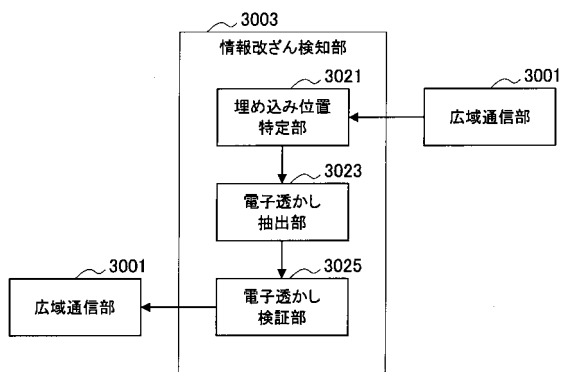 3003
情報改ざん検知部
3021
埋め込み位置
特定部
3001
広域通信部
3023
電子透かし
抽出部
3025
電子透かし
検証部
3001
広域通信部